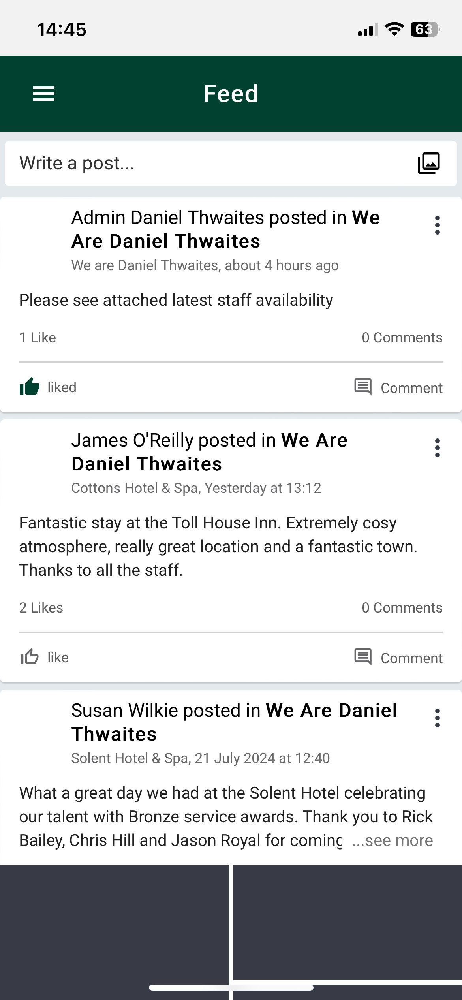 14:45
63
Feed
Write a post...
Admin Daniel Thwaites posted in We
Are Daniel Thwaites
We are Daniel Thwaites, about 4 hours ago
Please see attached latest staff availability
1 Like
0 Comments
liked
Comment
James O'Reilly posted in We Are
Daniel Thwaites
Cottons Hotel & Spa, Yesterday at 13:12
Fantastic stay at the Toll House Inn. Extremely cosy
atmosphere, really great location and a fantastic town.
Thanks to all the staff.
2 Likes
0 Comments
like
Comment
Susan Wilkie posted in We Are Daniel
Thwaites
Solent Hotel & Spa, 21 July 2024 at 12:40
What a great day we had at the Solent Hotel celebrating
our talent with Bronze service awards. Thank you to Rick
Bailey, Chris Hill and Jason Royal for coming ...see more